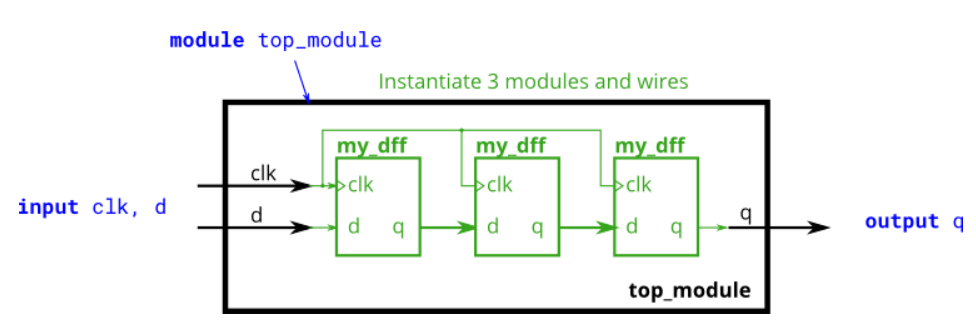 module top_module
Instantiate 3 modules and wires
my_dff my_dff my_dff
clk clk clk clk
input clk, d
d d q d q d q q
output q
top_module